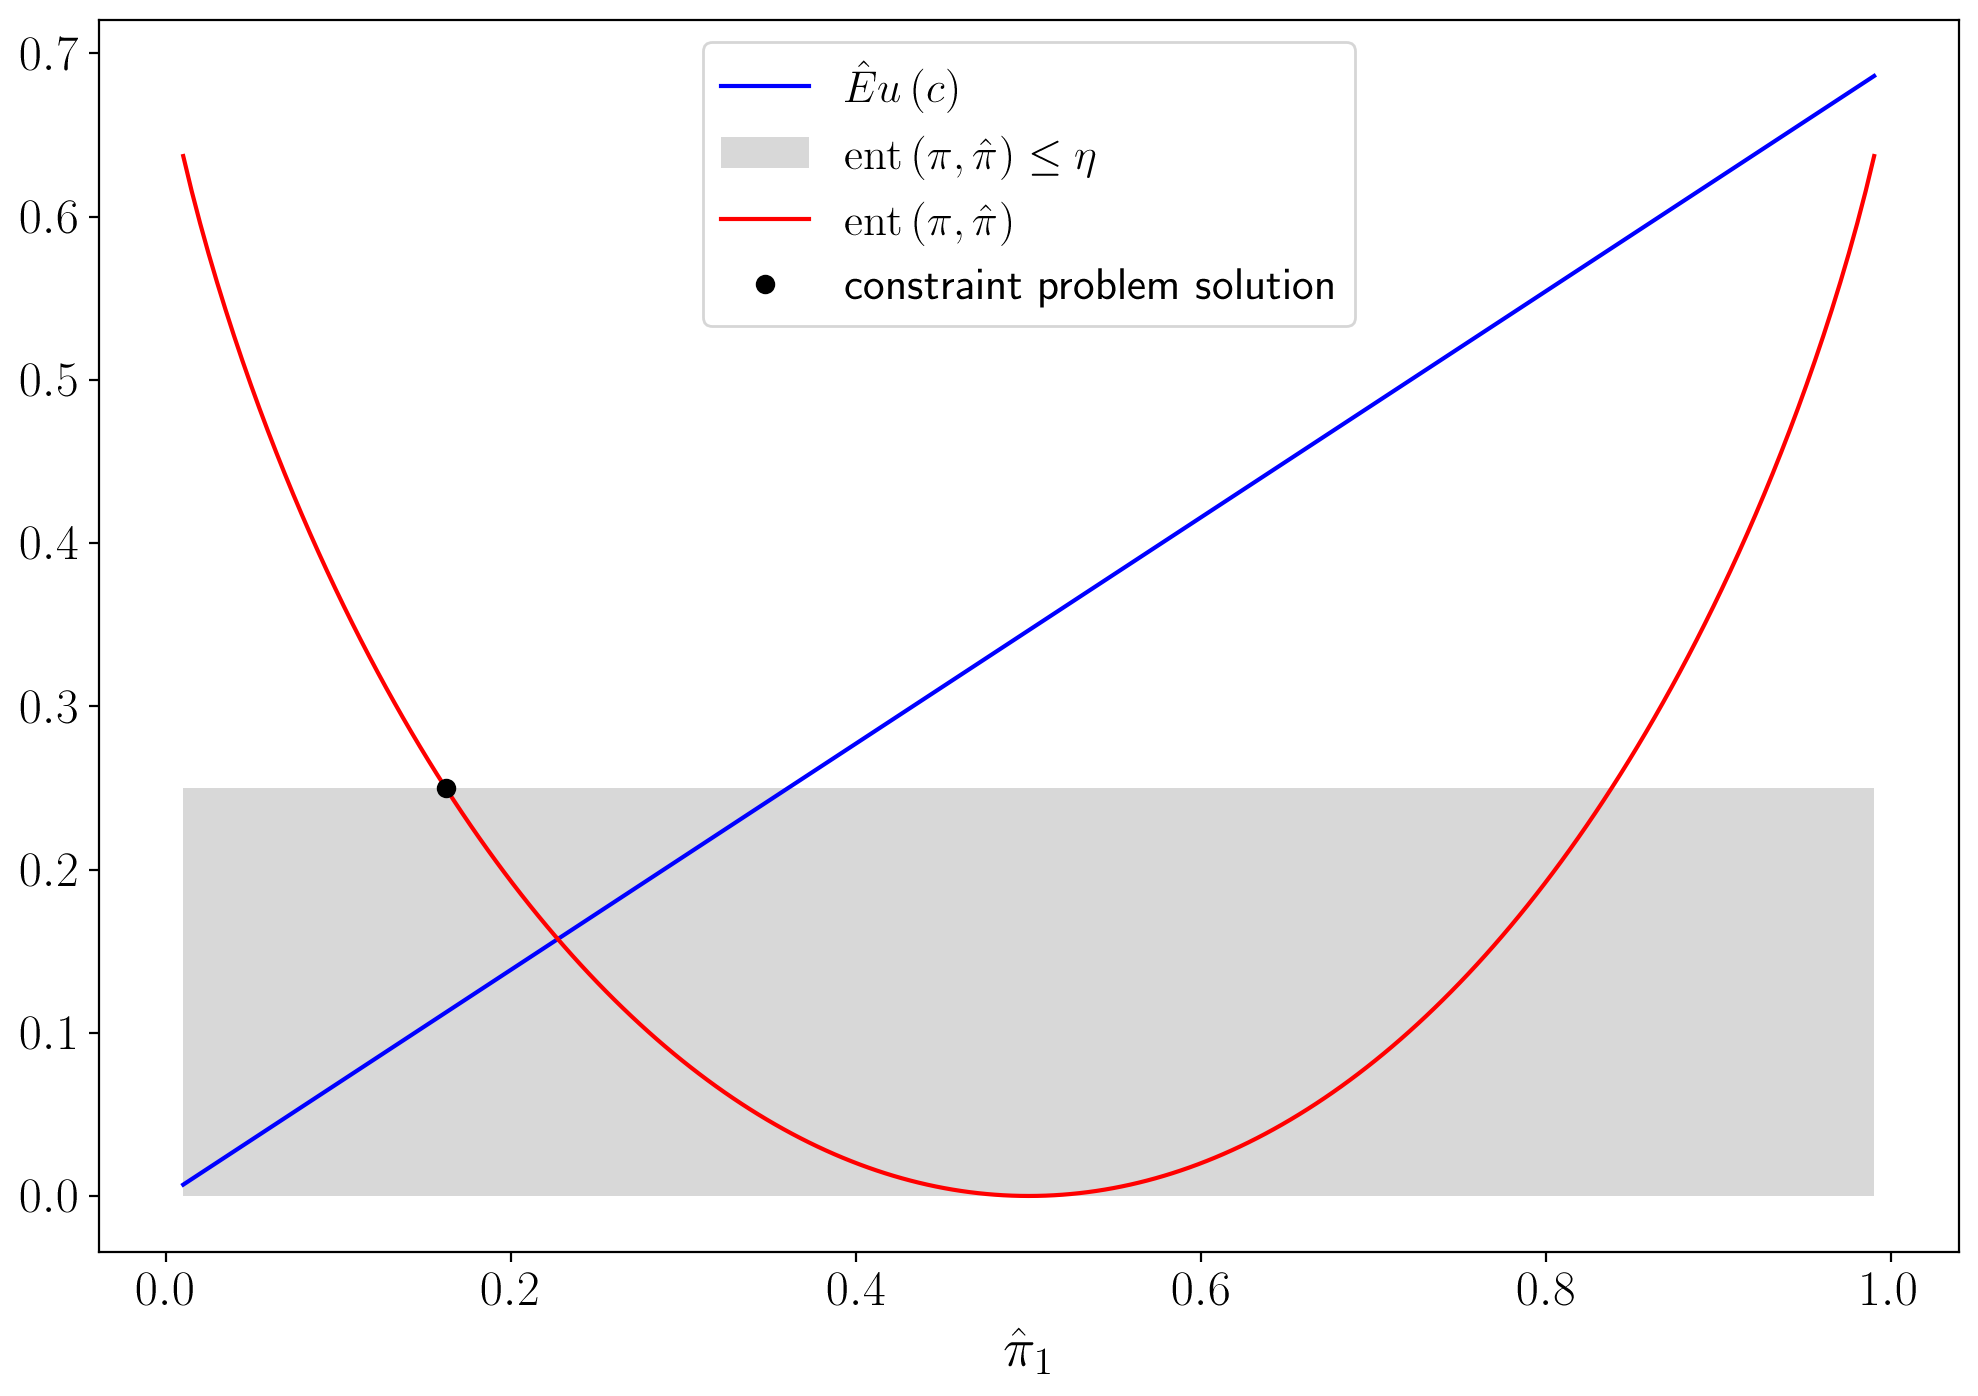 0.7
0.6
0.5
0.4
0.3
0.2
0.1
0.0
Êu (c)
ent (π, π̂) ≤ η
ent (π, π̂)
constraint problem solution
0.0 0.2 0.4 0.6 0.8 1.0
π̂₁